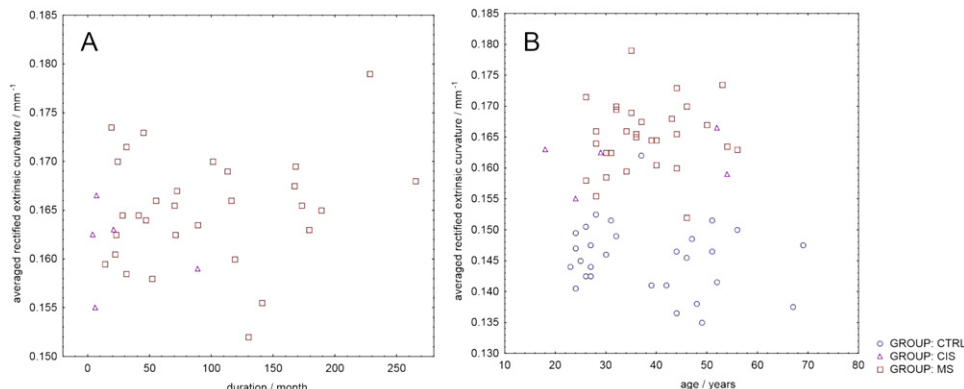 A
averaged rectified extrinsic curvature / mm⁻¹
0.185
0.180
0.175
0.170
0.165
0.160
0.155
0.150
0 50 100 150 200 250
duration / month
B
averaged rectified extrinsic curvature / mm⁻¹
0.185
0.180
0.175
0.170
0.165
0.160
0.155
0.150
0.145
0.140
0.135
0.130
10 20 30 40 50 60 70 80
age / years
GROUP: CTRL
GROUP: CIS
GROUP: MS